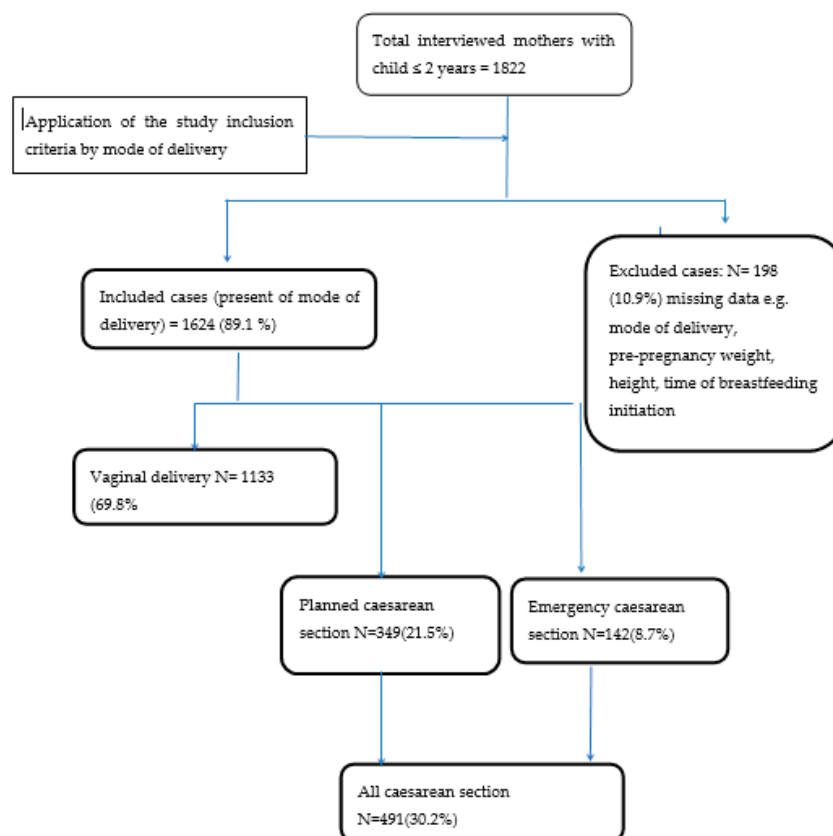 Total interviewed mothers with
child ≤ 2 years = 1822
Application of the study inclusion
criteria by mode of delivery
Included cases (present of mode of
delivery) = 1624 (89.1 %)
Excluded cases: N= 198
(10.9%) missing data e.g.
mode of delivery,
pre-pregnancy weight,
height, time of breastfeeding
initiation
Vaginal delivery N= 1133
(69.8%
Planned caesarean
section N=349(21.5%)
Emergency caesarean
section N=142(8.7%)
All caesarean section
N=491(30.2%)